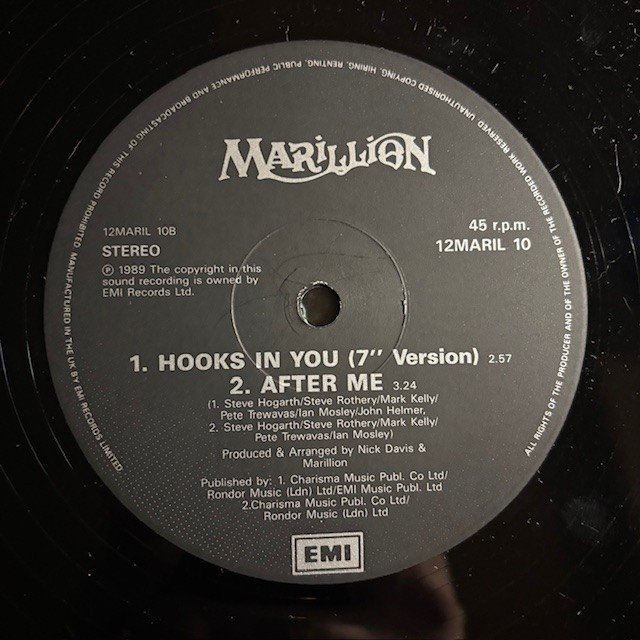 MARILLION
12MARIL 10B
STEREO
℗ 1989 The copyright in this
sound recording is owned by
EMI Records Ltd.
45 r.p.m.
12MARIL 10
1. HOOKS IN YOU (7" Version) 2.57
2. AFTER ME 3.24
(1. Steve Hogarth/Steve Rothery/Mark Kelly/
Pete Trewavas/Ian Mosley/John Helmer,
2. Steve Hogarth/Steve Rothery/Mark Kelly/
Pete Trewavas/Ian Mosley)
Produced & Arranged by Nick Davis &
Marillion
Published by: 1. Charisma Music Publ. Co Ltd/
Rondor Music (Ldn) Ltd/EMI Music Publ. Ltd
2.Charisma Music Publ. Co Ltd/
Rondor Music (Ldn) Ltd
EMI
ALL RIGHTS OF THE PRODUCER AND OF THE OWNER OF THE RECORDED WORK RESERVED UNAUTHORISED COPYING, HIRING, RENTING, PUBLIC PERFORMANCE AND BROADCASTING OF THIS RECORD PROHIBITED MANUFACTURED IN THE UK BY EMI RECORDS LIMITED